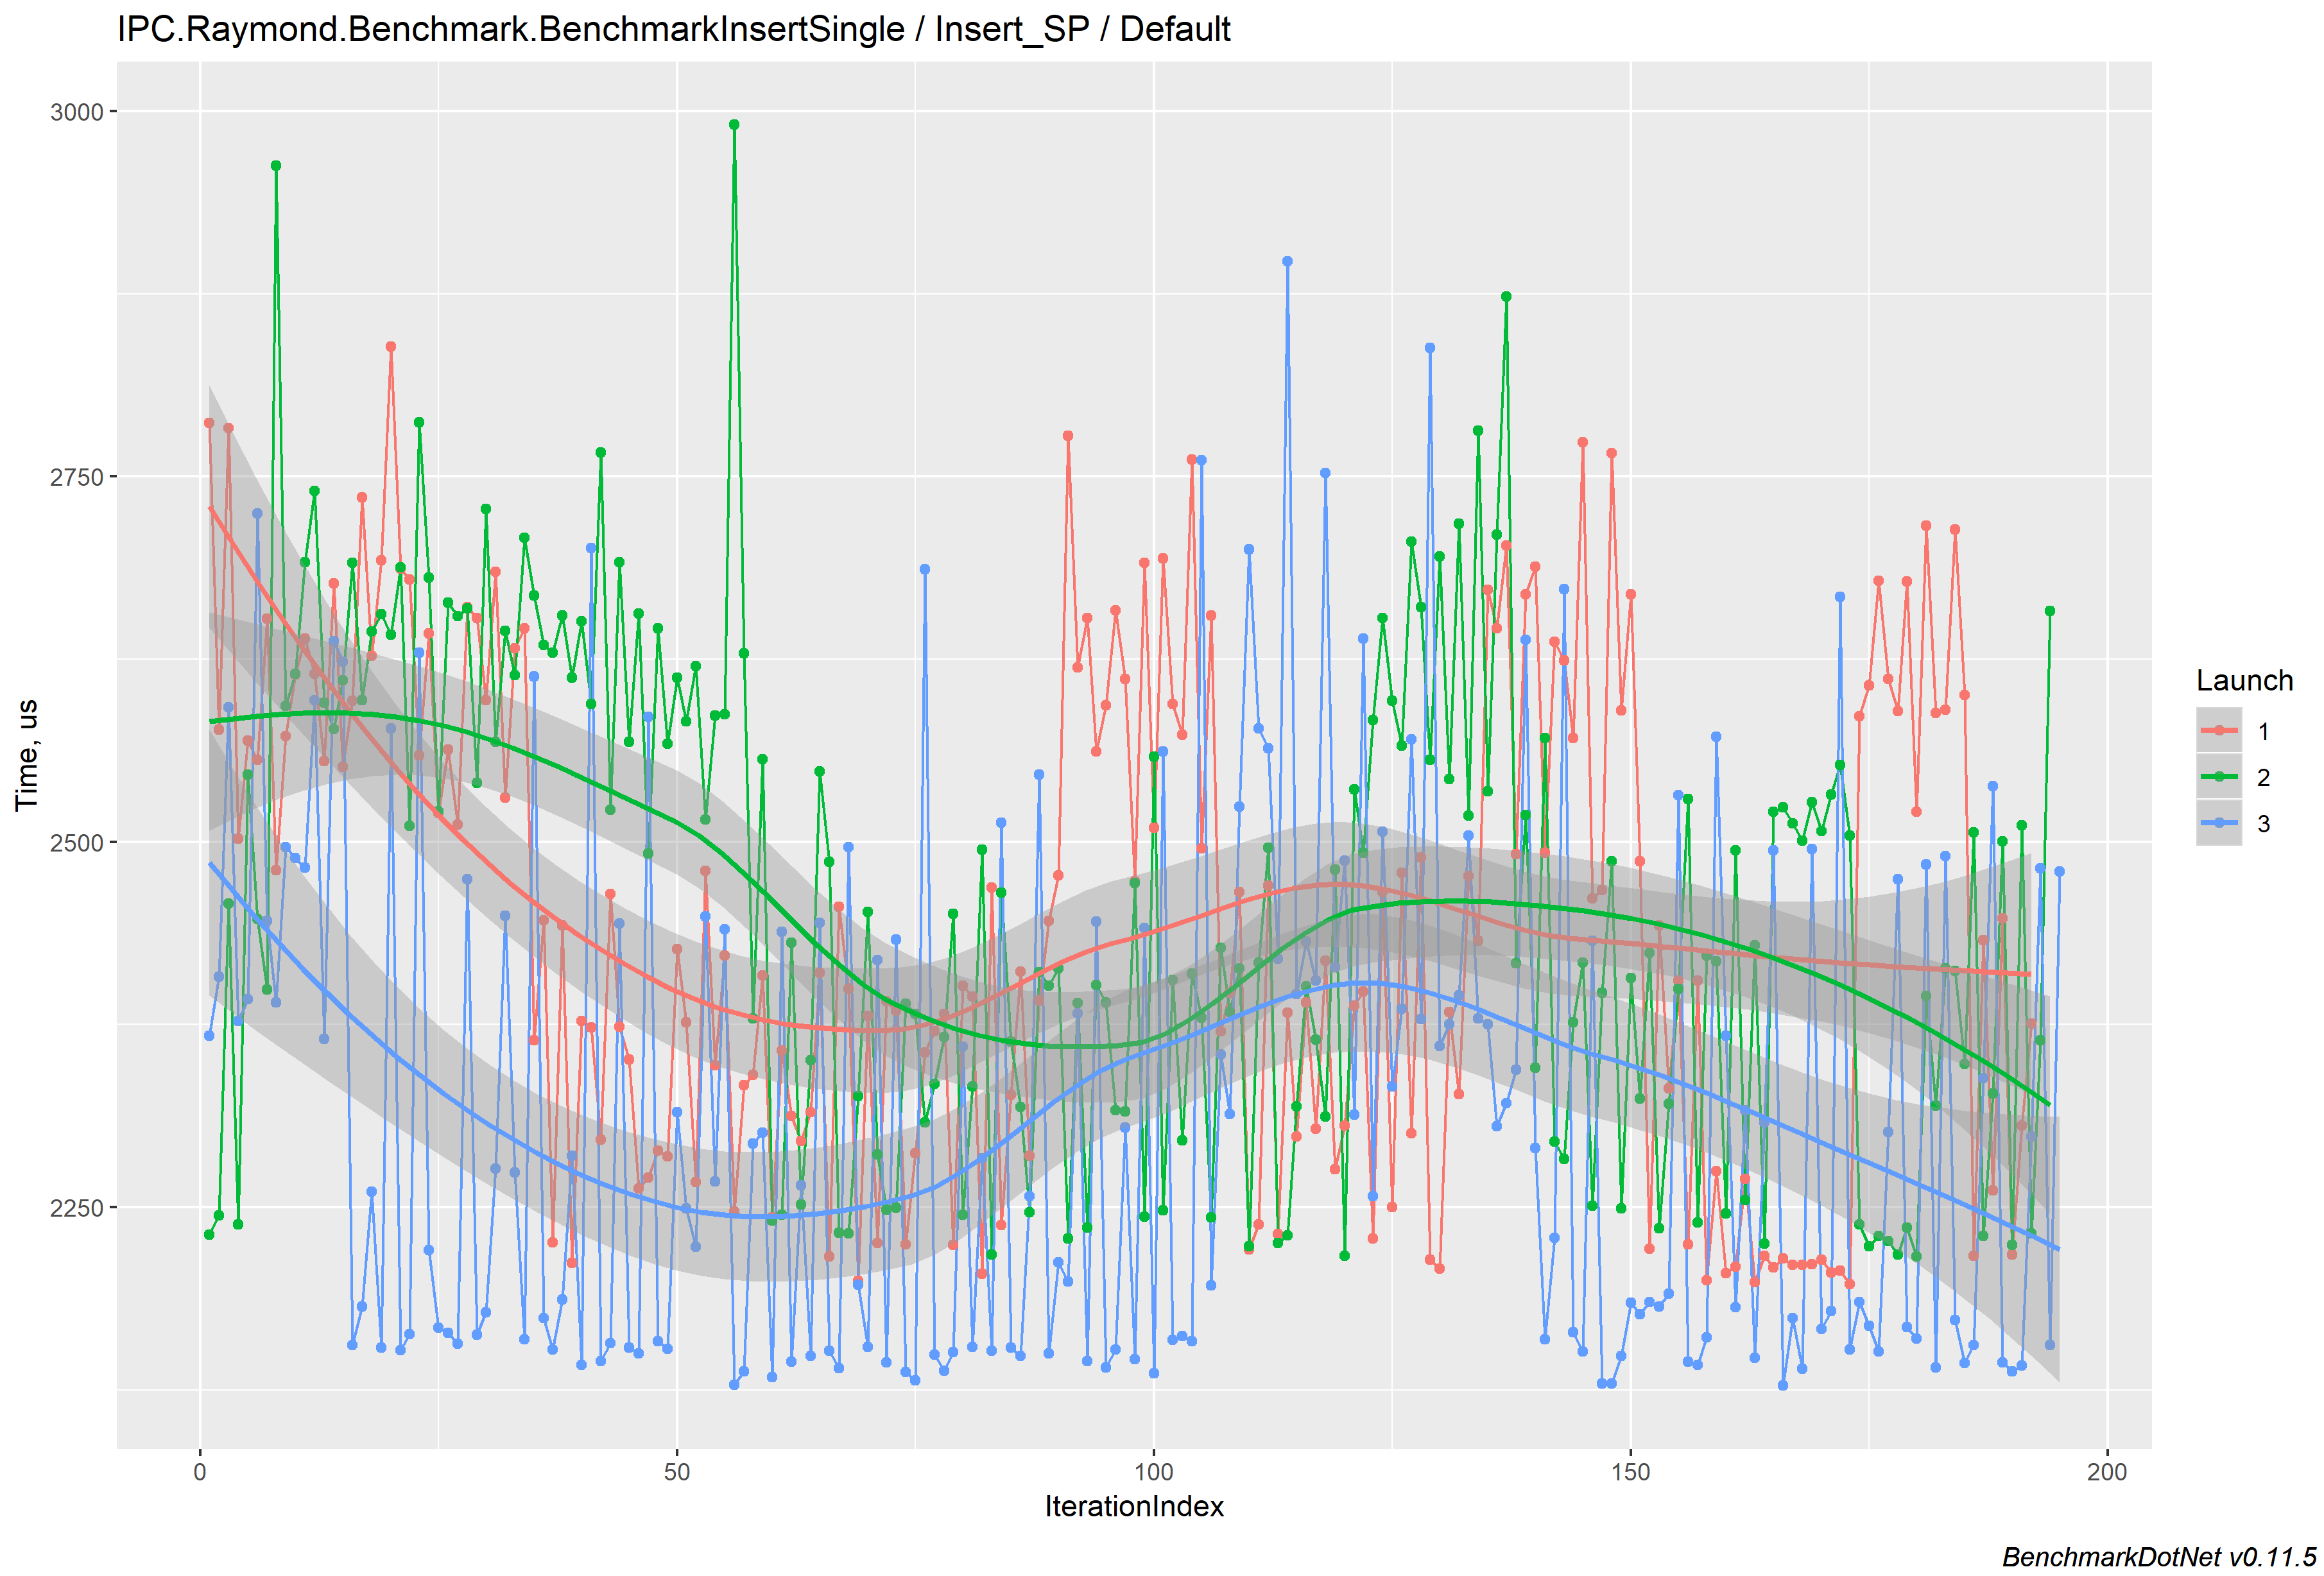 IPC.Raymond.Benchmark.BenchmarkInsertSingle / Insert_SP / Default
3000
2750
2500
2250
Time, us
0
50
100
150
200
IterationIndex
Launch
1
2
3
BenchmarkDotNet v0.11.5